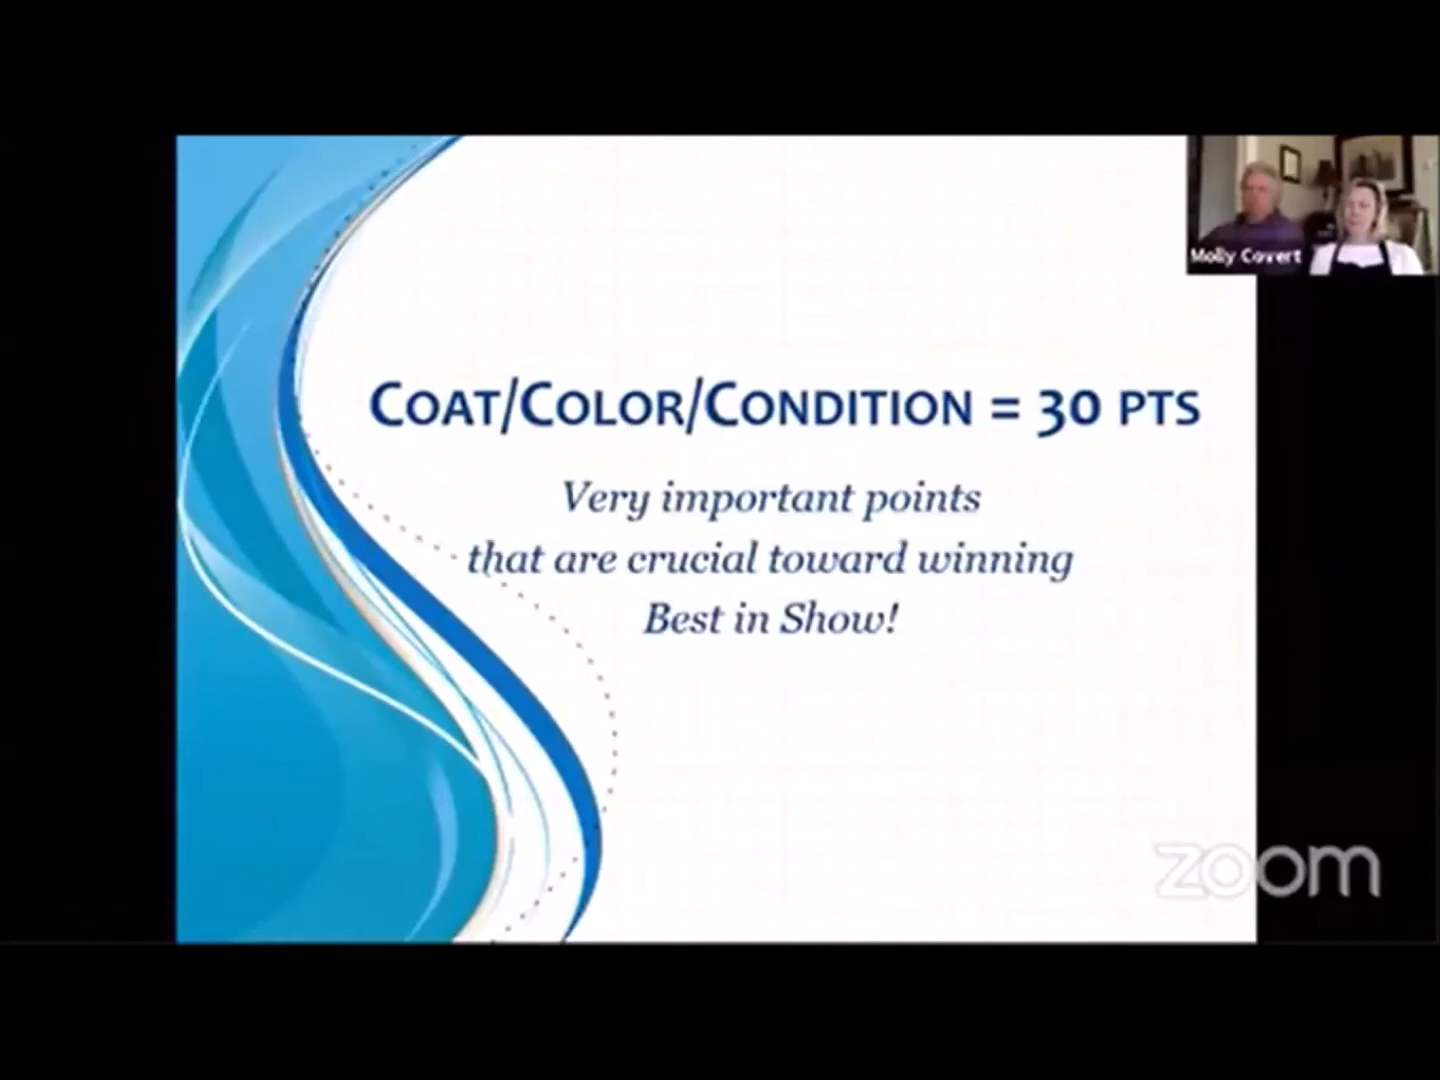 Molly Covert
COAT/COLOR/CONDITION = 30 PTS
Very important points
that are crucial toward winning
Best in Show!
zoom